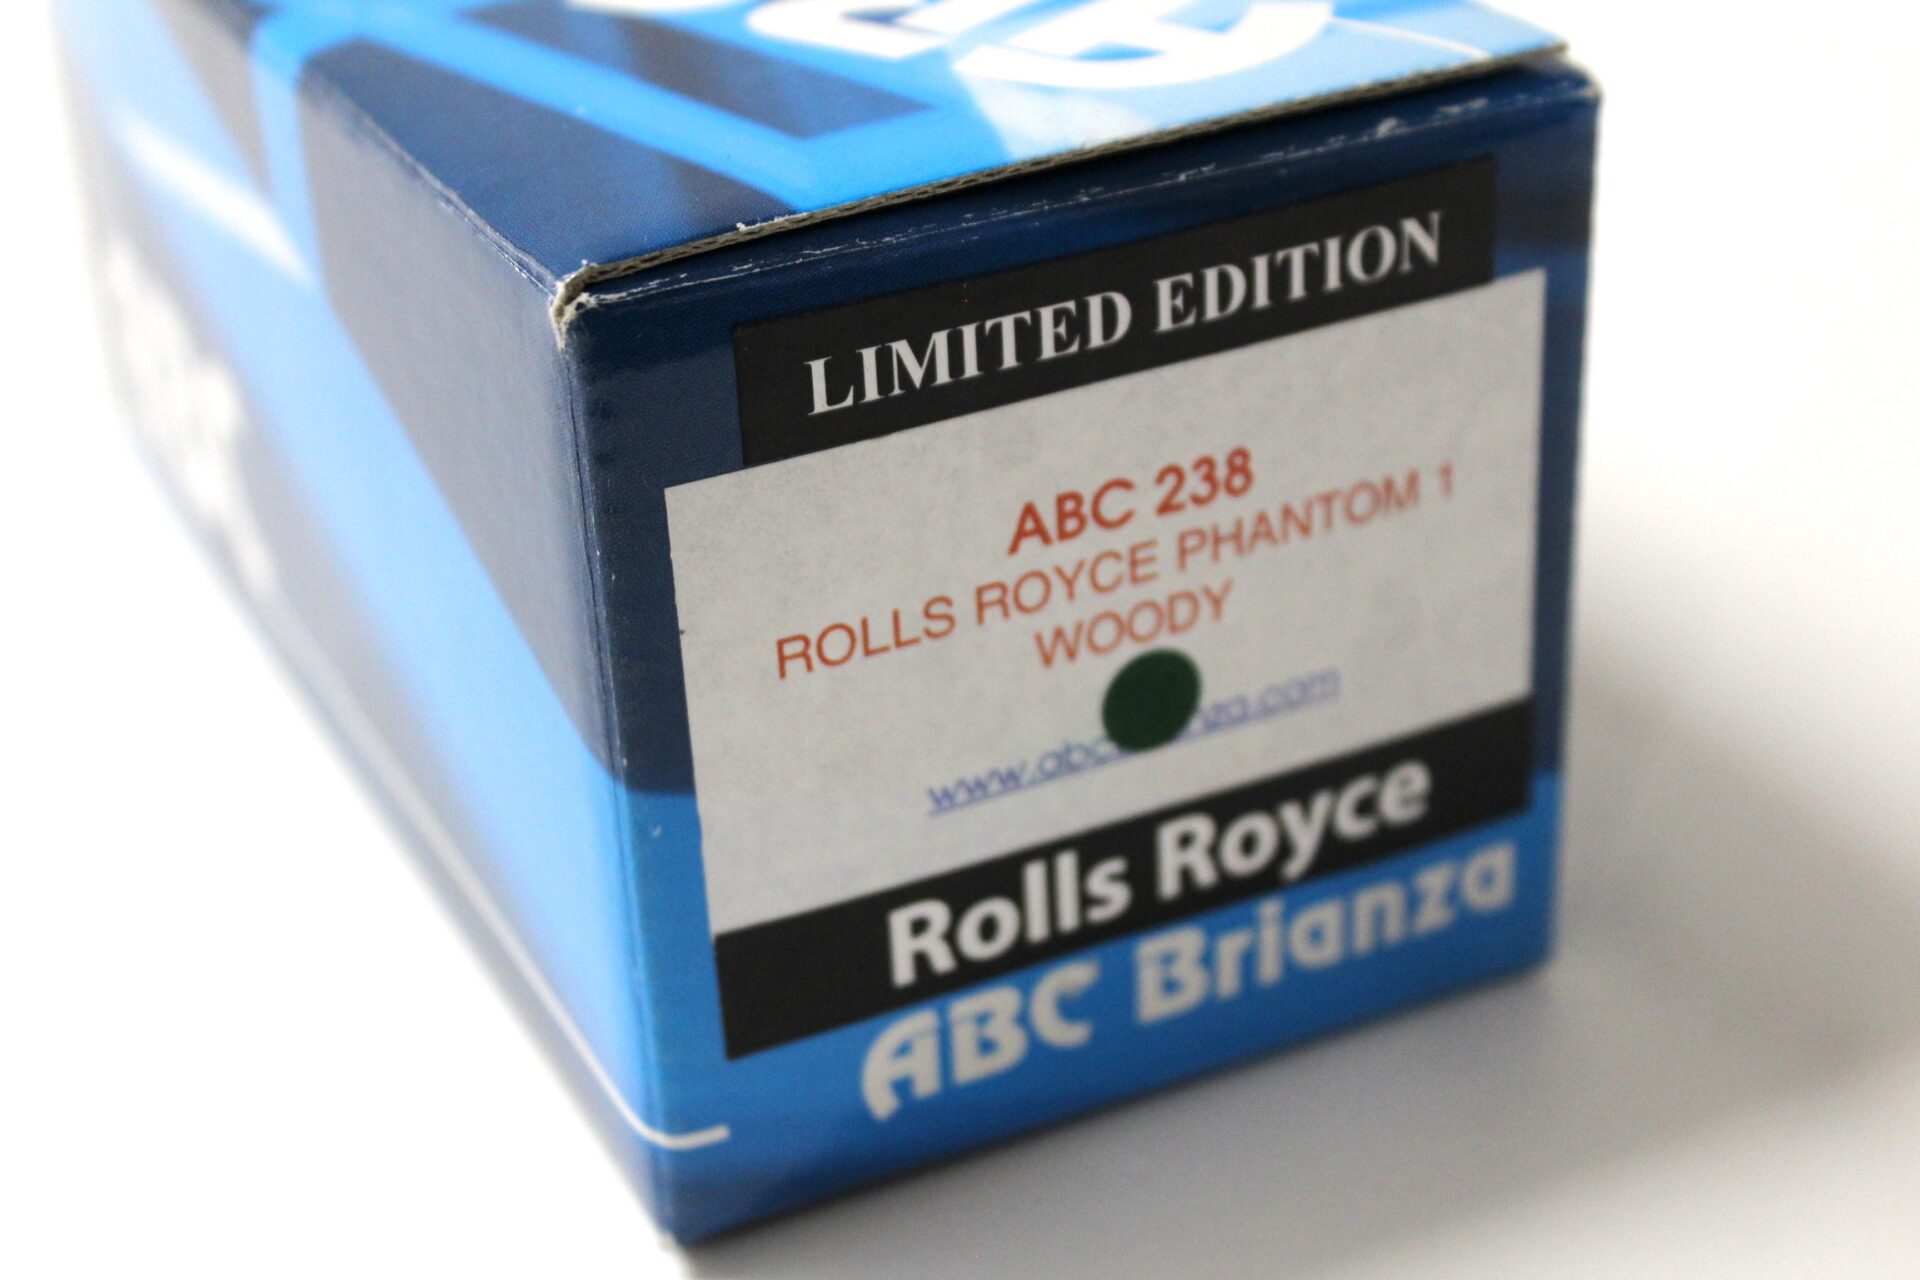 LIMITED EDITION
ABC 238
ROLLS ROYCE PHANTOM 1
WOODY
Rolls Royce
ABC Brianza